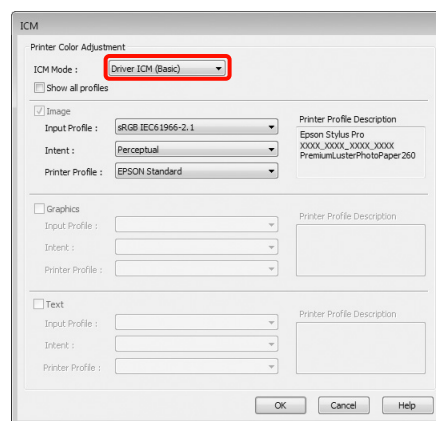 ICM
Printer Color Adjustment
ICM Mode : Driver ICM (Basic)
Show all profiles
Image
Input Profile : sRGB IEC61966-2.1
Intent : Perceptual
Printer Profile : EPSON Standard
Printer Profile Description
Epson Stylus Pro
XXXX_XXXX_XXXX_XXXX
PremiumLusterPhotoPaper260
Graphics
Input Profile :
Intent :
Printer Profile :
Printer Profile Description
Text
Input Profile :
Intent :
Printer Profile :
Printer Profile Description
OK Cancel Help